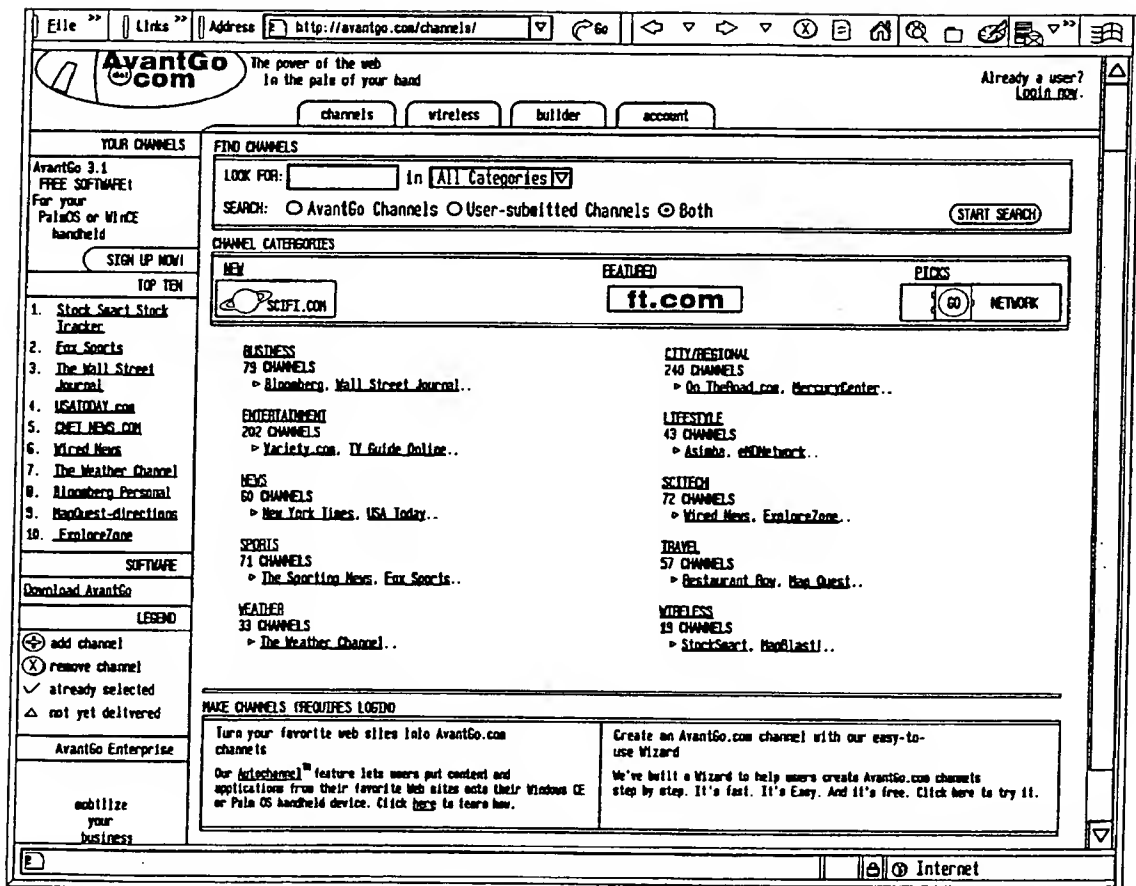 File >> Links >> Address http://avantgo.com/channels/ Go
AvantGo
.com
The power of the web
in the palm of your hand
Already a user?
Login now.
channels wireless builder account
YOUR CHANNELS
AvantGo 3.1
FREE SOFTWARE!
For your
PalmOS or WinCE
handheld
SIGN UP NOW!
TOP TEN
1. Stock Smart Stock
Tracker
2. Fox Sports
3. The Wall Street
Journal
4. USATODAY.com
5. CNET NEWS.COM
6. Wired News
7. The Weather Channel
8. Bloomberg Personal
9. MapQuest-directions
10. ExploreZone
SOFTWARE
Download AvantGo
LEGEND
add channel
remove channel
already selected
not yet delivered
AvantGo Enterprise
mobilize
your
business
FIND CHANNELS
LOOK FOR: in All Categories
SEARCH: AvantGo Channels User-submitted Channels Both
START SEARCH
CHANNEL CATERGORIES
NEW FEATURED PICKS
SCIFI.COM ft.com GO NETWORK
BUSINESS
79 CHANNELS
Bloomberg, Wall Street Journal..
ENTERTAINMENT
202 CHANNELS
Variety.com, TV Guide Online..
NEWS
60 CHANNELS
New York Times, USA Today..
SPORTS
71 CHANNELS
The Sporting News, Fox Sports..
WEATHER
33 CHANNELS
The Weather Channel..
CITY/REGIONAL
240 CHANNELS
On TheRoad.com, MercuryCenter..
LIFESTYLE
43 CHANNELS
Asimba, eMDNetwork..
SCITECH
72 CHANNELS
Wired News, ExploreZone..
TRAVEL
57 CHANNELS
Restaurant Row, Map Quest..
WIRELESS
19 CHANNELS
StockSmart, MapBlast!..
MAKE CHANNELS (REQUIRES LOGIN)
Turn your favorite web sites into AvantGo.com
channels
Our Autochannel™ feature lets users put content and
applications from their favorite Web sites onto their Windows CE
or Palm OS handheld device. Click here to learn how.
Create an AvantGo.com channel with our easy-to-
use Wizard
We've built a Wizard to help users create AvantGo.com channels
step by step. It's fast. It's Easy. And it's free. Click here to try it.
Internet